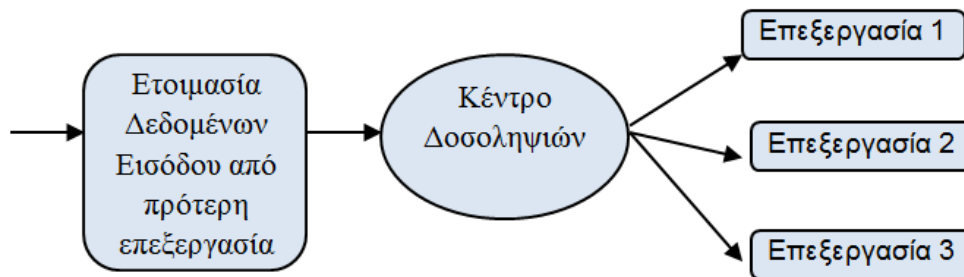 Ετοιμασία
Δεδομένων
Εισόδου από
πρότερη
επεξεργασία
Κέντρο
Δοσοληψιών
Επεξεργασία 1
Επεξεργασία 2
Επεξεργασία 3